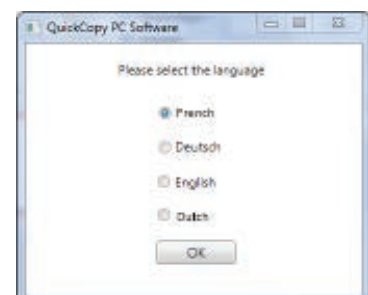 QuickCopy PC Software
Please select the language
French
Deutsch
English
Dutch
OK